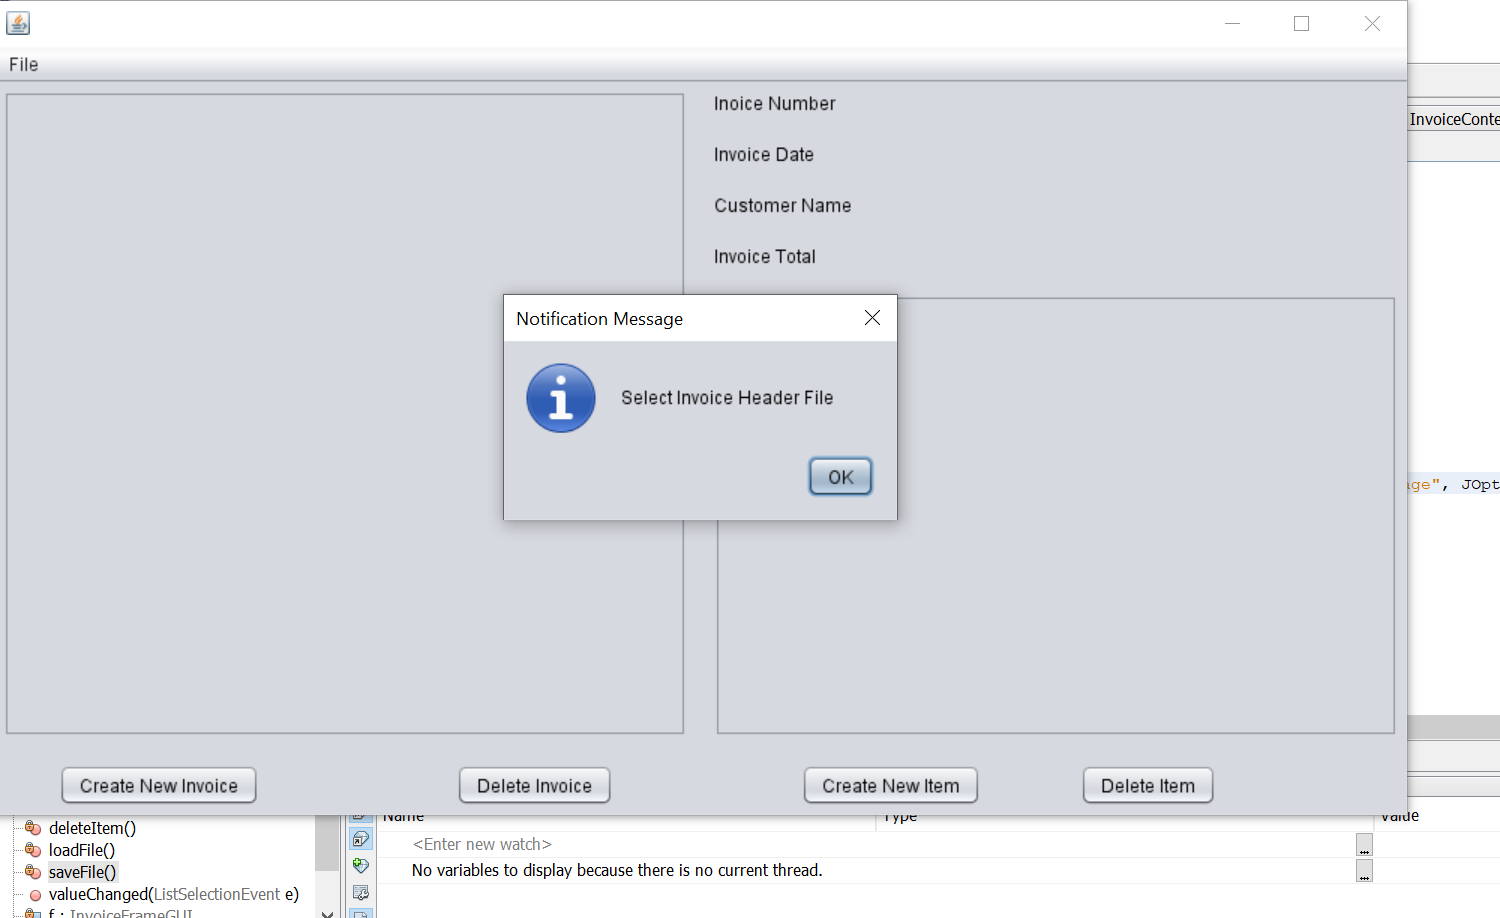 File
Inoice Number
InvoiceConte
Invoice Date
Customer Name
Invoice Total
Notification Message
Select Invoice Header File
OK
age", JOpt
Create New Invoice
Delete Invoice
Create New Item
Delete Item
Name
Type
Value
deleteItem()
<Enter new watch>
...
loadFile()
No variables to display because there is no current thread.
...
saveFile()
valueChanged(ListSelectionEvent e)
f : InvoiceFrameGUI